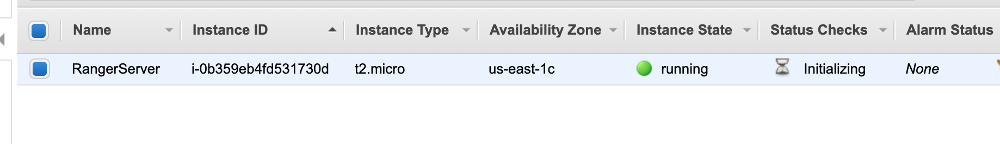 Name Instance ID Instance Type Availability Zone Instance State Status Checks Alarm Status
RangerServer i-0b359eb4fd531730d t2.micro us-east-1c running Initializing None